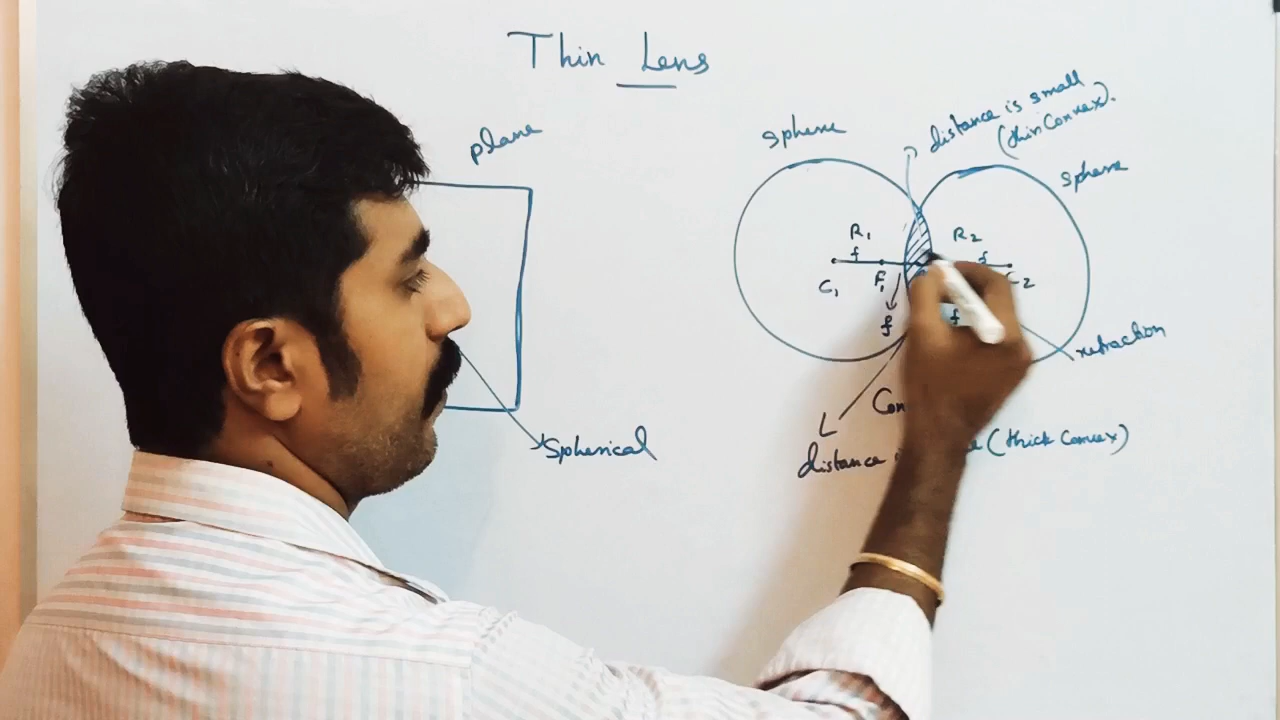 Thin Lens
plane
sphere
distance is small
(thin Convex).
sphere
R1
R2
f
f
C1
F1
C2
f
f
refraction
Con
Spherical
distance
(thick Convex)